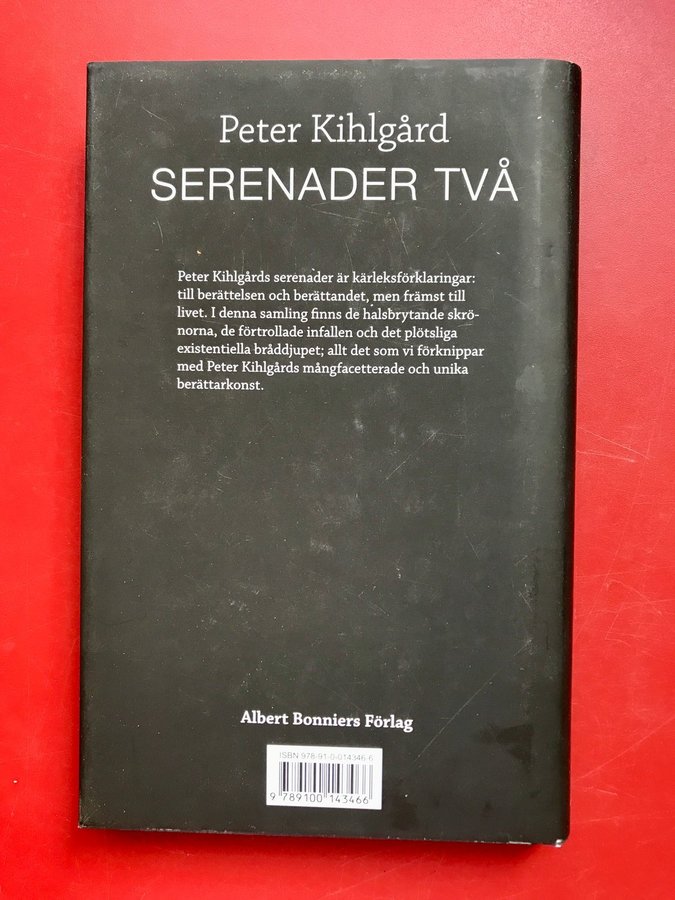 Peter Kihlgård
SERENADER TVÅ
Peter Kihlgårds serenader är kärleksförklaringar:
till berättelsen och berättandet, men främst till
livet. I denna samling finns de halsbrytande skrö-
norna, de förtrollade infallen och det plötsliga
existentiella bråddjupet; allt det som vi förknippar
med Peter Kihlgårds mångfacetterade och unika
berättarkonst.
Albert Bonniers Förlag
ISBN 978-91-0-014346-6
9 789100 143466